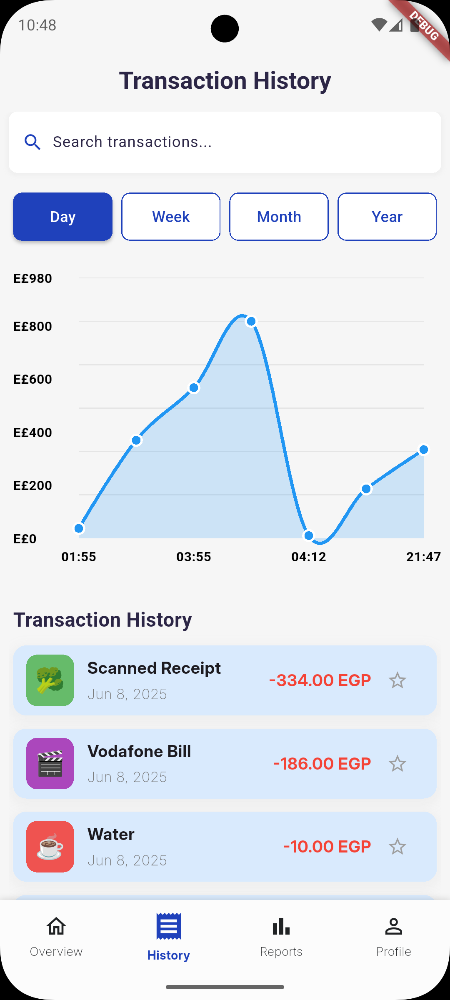 10:48
DEBUG
Transaction History
Search transactions...
Day Week Month Year
E£980
E£800
E£600
E£400
E£200
E£0
01:55 03:55 04:12 21:47
Transaction History
Scanned Receipt
-334.00 EGP
Jun 8, 2025
Vodafone Bill
-186.00 EGP
Jun 8, 2025
Water
-10.00 EGP
Jun 8, 2025
Overview History Reports Profile